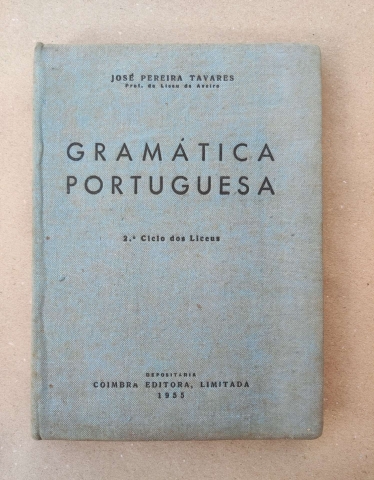 JOSÉ PEREIRA TAVARES
Prof. do Liceu de Aveiro
GRAMÁTICA
PORTUGUESA
2.º Ciclo dos Liceus
DEPOSITÁRIA
COIMBRA EDITORA, LIMITADA
1955